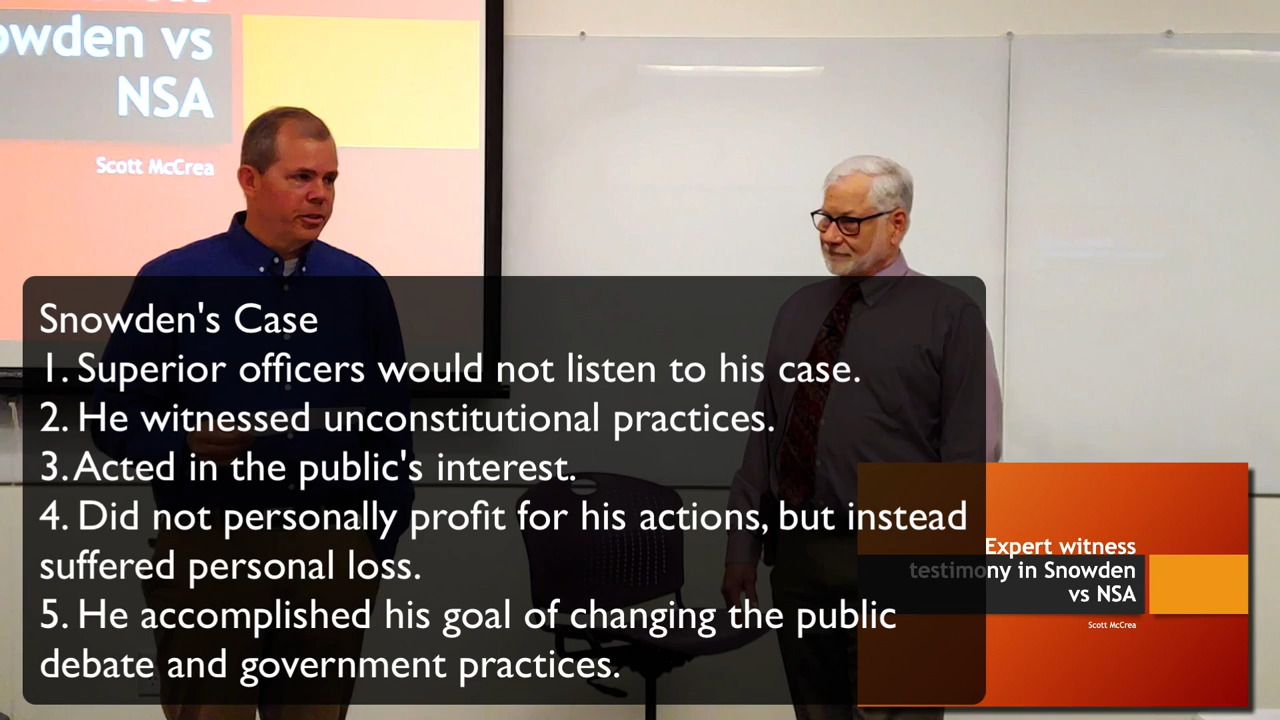 owden vs
NSA
Scott McCrea
Snowden's Case
1. Superior officers would not listen to his case.
2. He witnessed unconstitutional practices.
3. Acted in the public's interest.
4. Did not personally profit for his actions, but instead
suffered personal loss.
5. He accomplished his goal of changing the public
debate and government practices.
Expert witness
testimony in Snowden
vs NSA
Scott McCrea